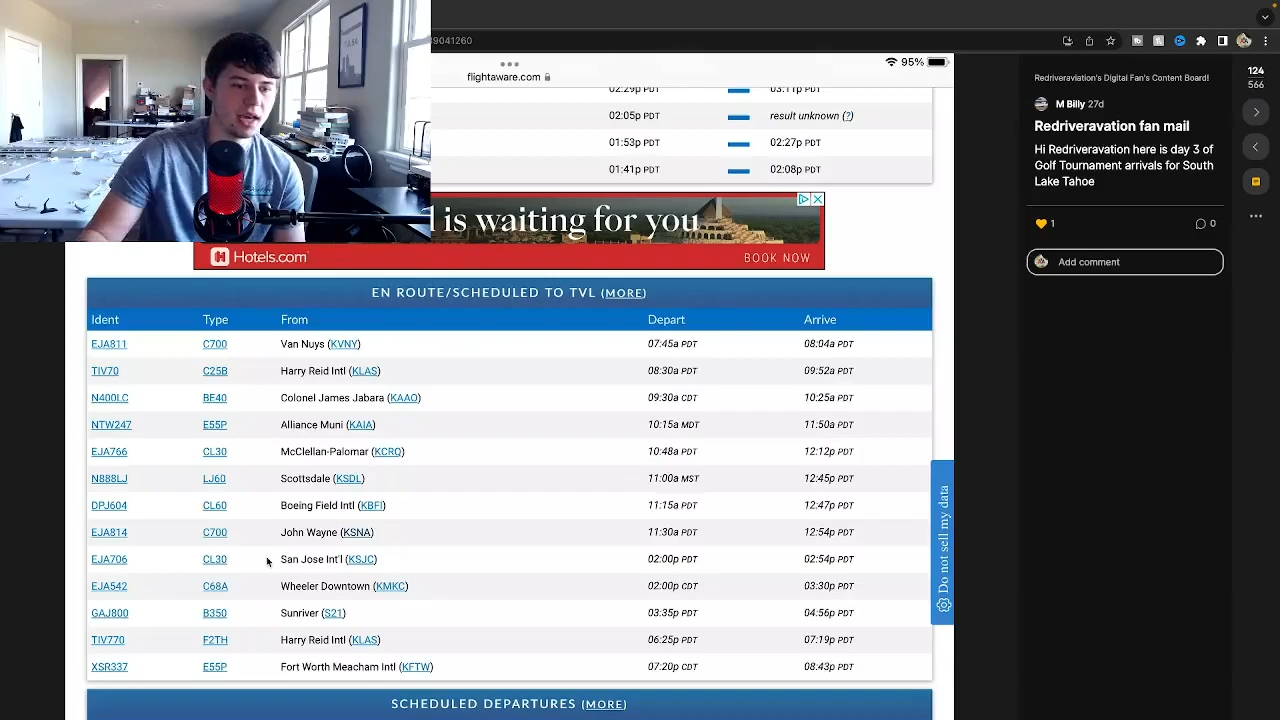 9041260
flightaware.com
95%
02:29p PDT 03:11p PDT
02:05p PDT result unknown (?)
01:53p PDT 02:27p PDT
01:41p PDT 02:08p PDT
is waiting for you
Hotels.com
BOOK NOW
EN ROUTE/SCHEDULED TO TVL (MORE)
Ident Type From Depart Arrive
EJA811 C700 Van Nuys (KVNY) 07:45a PDT 08:04a PDT
TIV70 C25B Harry Reid Intl (KLAS) 08:30a PDT 09:52a PDT
N400LC BE40 Colonel James Jabara (KAAO) 09:30a CDT 10:25a PDT
NTW247 E55P Alliance Muni (KAIA) 10:15a MDT 11:50a PDT
EJA766 CL30 McClellan-Palomar (KCRQ) 10:48a PDT 12:12p PDT
N888LJ LJ60 Scottsdale (KSDL) 11:00a MST 12:45p PDT
DPJ604 CL60 Boeing Field Intl (KBFI) 11:15a PDT 12:47p PDT
EJA814 C700 John Wayne (KSNA) 11:30a PDT 12:54p PDT
EJA706 CL30 San Jose Int'l (KSJC) 02:00p PDT 02:54p PDT
EJA542 C68A Wheeler Downtown (KMKC) 02:00p CDT 03:30p PDT
GAJ800 B350 Sunriver (S21) 03:35p PDT 04:56p PDT
TIV770 F2TH Harry Reid Intl (KLAS) 06:25p PDT 07:19p PDT
XSR337 E55P Fort Worth Meacham Intl (KFTW) 07:20p CDT 08:43p PDT
SCHEDULED DEPARTURES (MORE)
Do not sell my data
Redriveraviation's Digital Fan's Content Board!
M Billy 27d
Redriveravation fan mail
Hi Redriveravation here is day 3 of
Golf Tournament arrivals for South
Lake Tahoe
1 0
Add comment
124
566